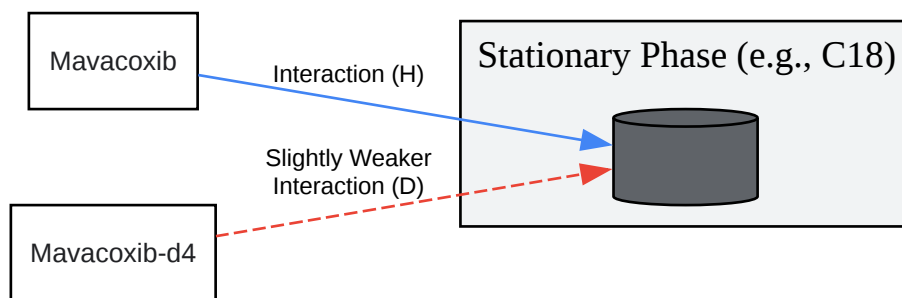 Mavacoxib
Interaction (H)
Stationary Phase (e.g., C18)
Slightly Weaker
Interaction (D)
Mavacoxib-d4